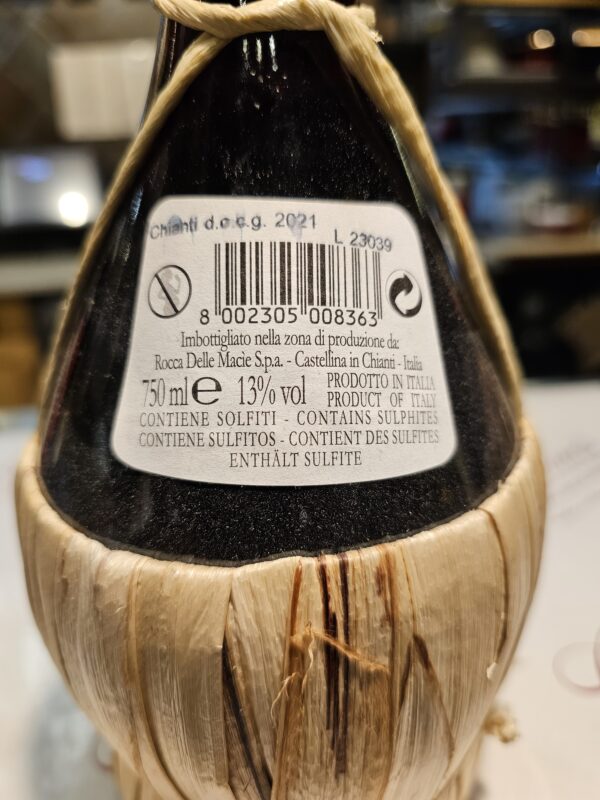 Chianti d.o.c.g. 2021
L 23039
8 002305 008363
Imbottigliato nella zona di produzione da:
Rocca Delle Macìe S.p.a. - Castellina in Chianti - Italia
750 ml e 13% vol
PRODOTTO IN ITALIA
PRODUCT OF ITALY
CONTIENE SOLFITI - CONTAINS SULPHITES
CONTIENE SULFITOS - CONTIENT DES SULFITES
ENTHÄLT SULFITE